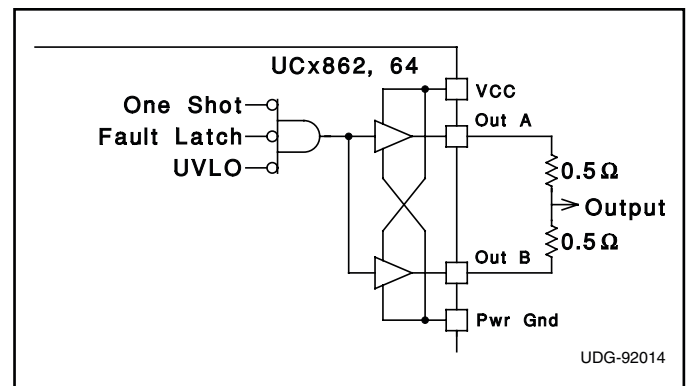 UCx862, 64
VCC
One Shot
Out A
Fault Latch
UVLO
0.5Ω
Output
0.5Ω
Out B
Pwr Gnd
UDG-92014